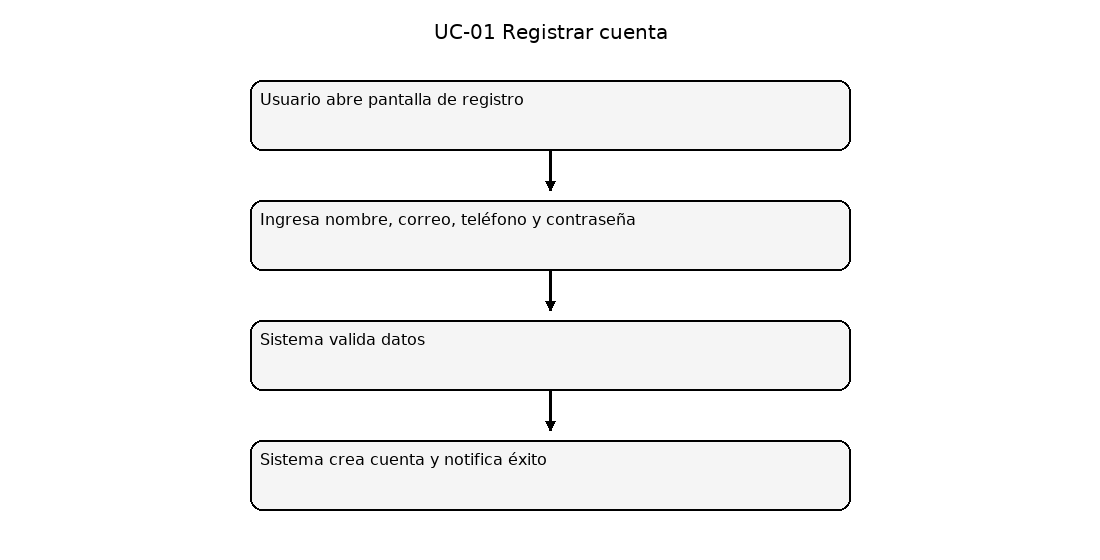 UC-01 Registrar cuenta
Usuario abre pantalla de registro
Ingresa nombre, correo, teléfono y contraseña
Sistema valida datos
Sistema crea cuenta y notifica éxito